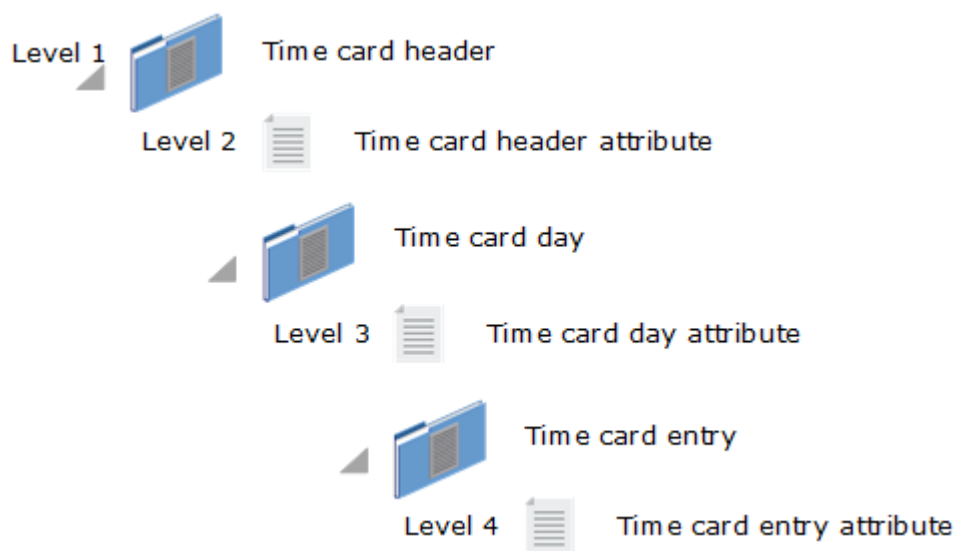 Level 1 Time card header
Level 2 Time card header attribute
Time card day
Level 3 Time card day attribute
Time card entry
Level 4 Time card entry attribute